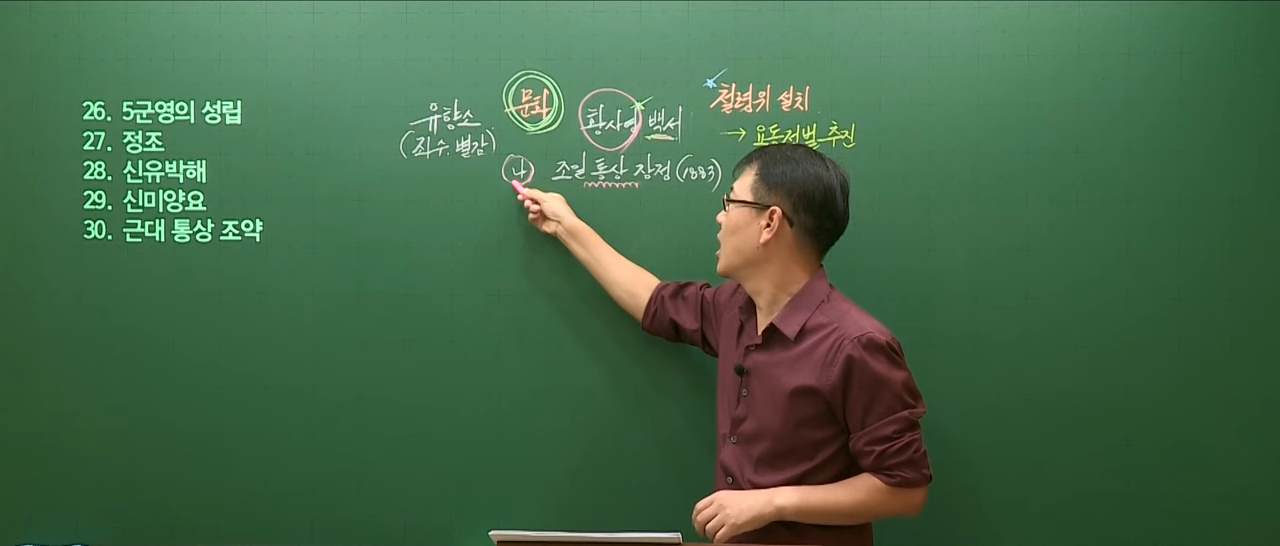 26. 5군영의 성립
27. 정조
28. 신유박해
29. 신미양요
30. 근대 통상 조약
유향소
(좌수.별감)
문화
황사영 백서
철령위 설치
→ 요동정벌 추진
나 조일 통상 장정 (1883)